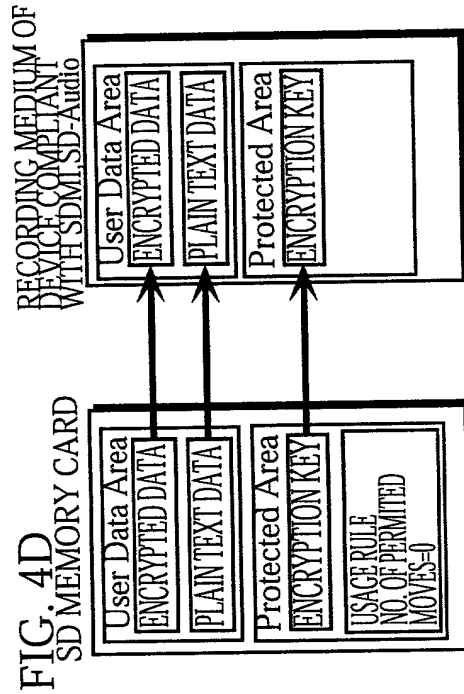 FIG. 4D
SD MEMORY CARD
User Data Area
ENCRYPTED DATA
PLAIN TEXT DATA
Protected Area
ENCRYPTION KEY
USAGE RULE
NO. OF PERMITED
MOVES=0
RECORDING MEDIUM OF
DEVICE COMPLIANT
WITH SDMI,SD-Audio
User Data Area
ENCRYPTED DATA
PLAIN TEXT DATA
Protected Area
ENCRYPTION KEY